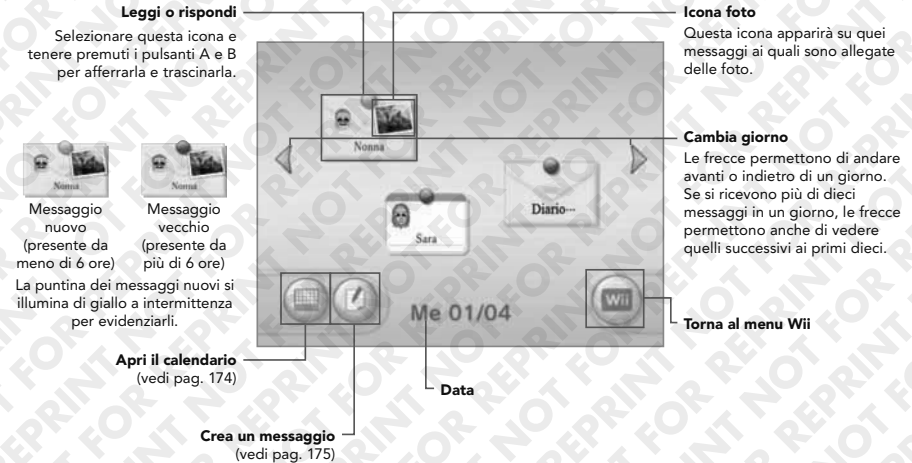 Leggi o rispondi
Selezionare questa icona e
tenere premuti i pulsanti A e B
per afferrarla e trascinarla.
Icona foto
Questa icona apparirà su quei
messaggi ai quali sono allegate
delle foto.
Nonna
Cambia giorno
Le frecce permettono di andare
avanti o indietro di un giorno.
Se si ricevono più di dieci
messaggi in un giorno, le frecce
permettono anche di vedere
quelli successivi ai primi dieci.
Nonna
Nonna
Messaggio
nuovo
(presente da
meno di 6 ore)
Messaggio
vecchio
(presente da
più di 6 ore)
La puntina dei messaggi nuovi si
illumina di giallo a intermittenza
per evidenziarli.
Sara
Diario...
Wii
Me 01/04
Torna al menu Wii
Apri il calendario
(vedi pag. 174)
Data
Crea un messaggio
(vedi pag. 175)
NOT FOR REPRINT